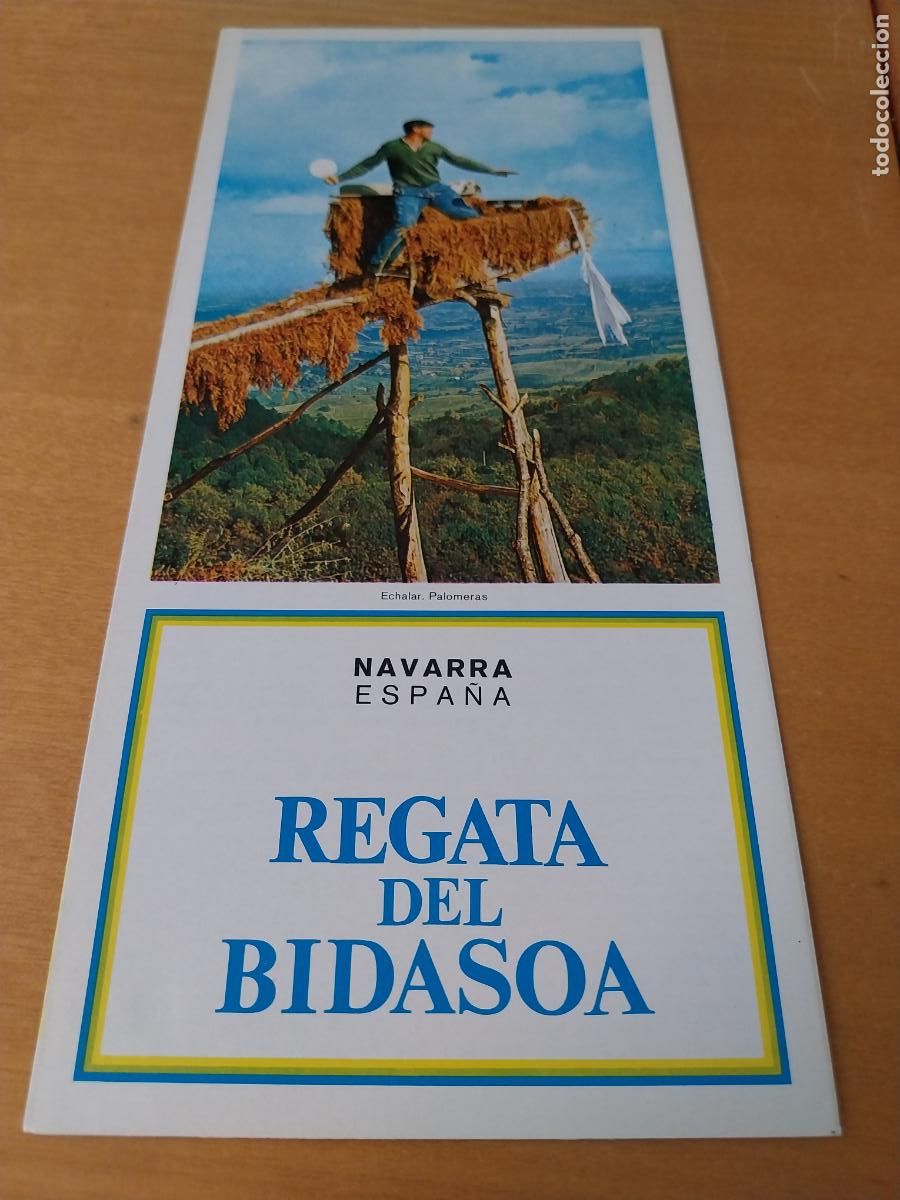 todocoleccion
Echalar. Palomeras
NAVARRA
ESPAÑA
REGATA
DEL
BIDASOA